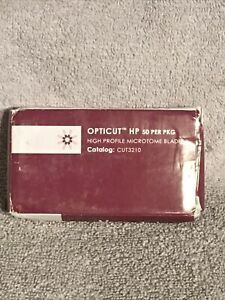 OPTICUT™ HP 50 PER PKG
HIGH PROFILE MICROTOME BLADES
Catalog: CUT3210